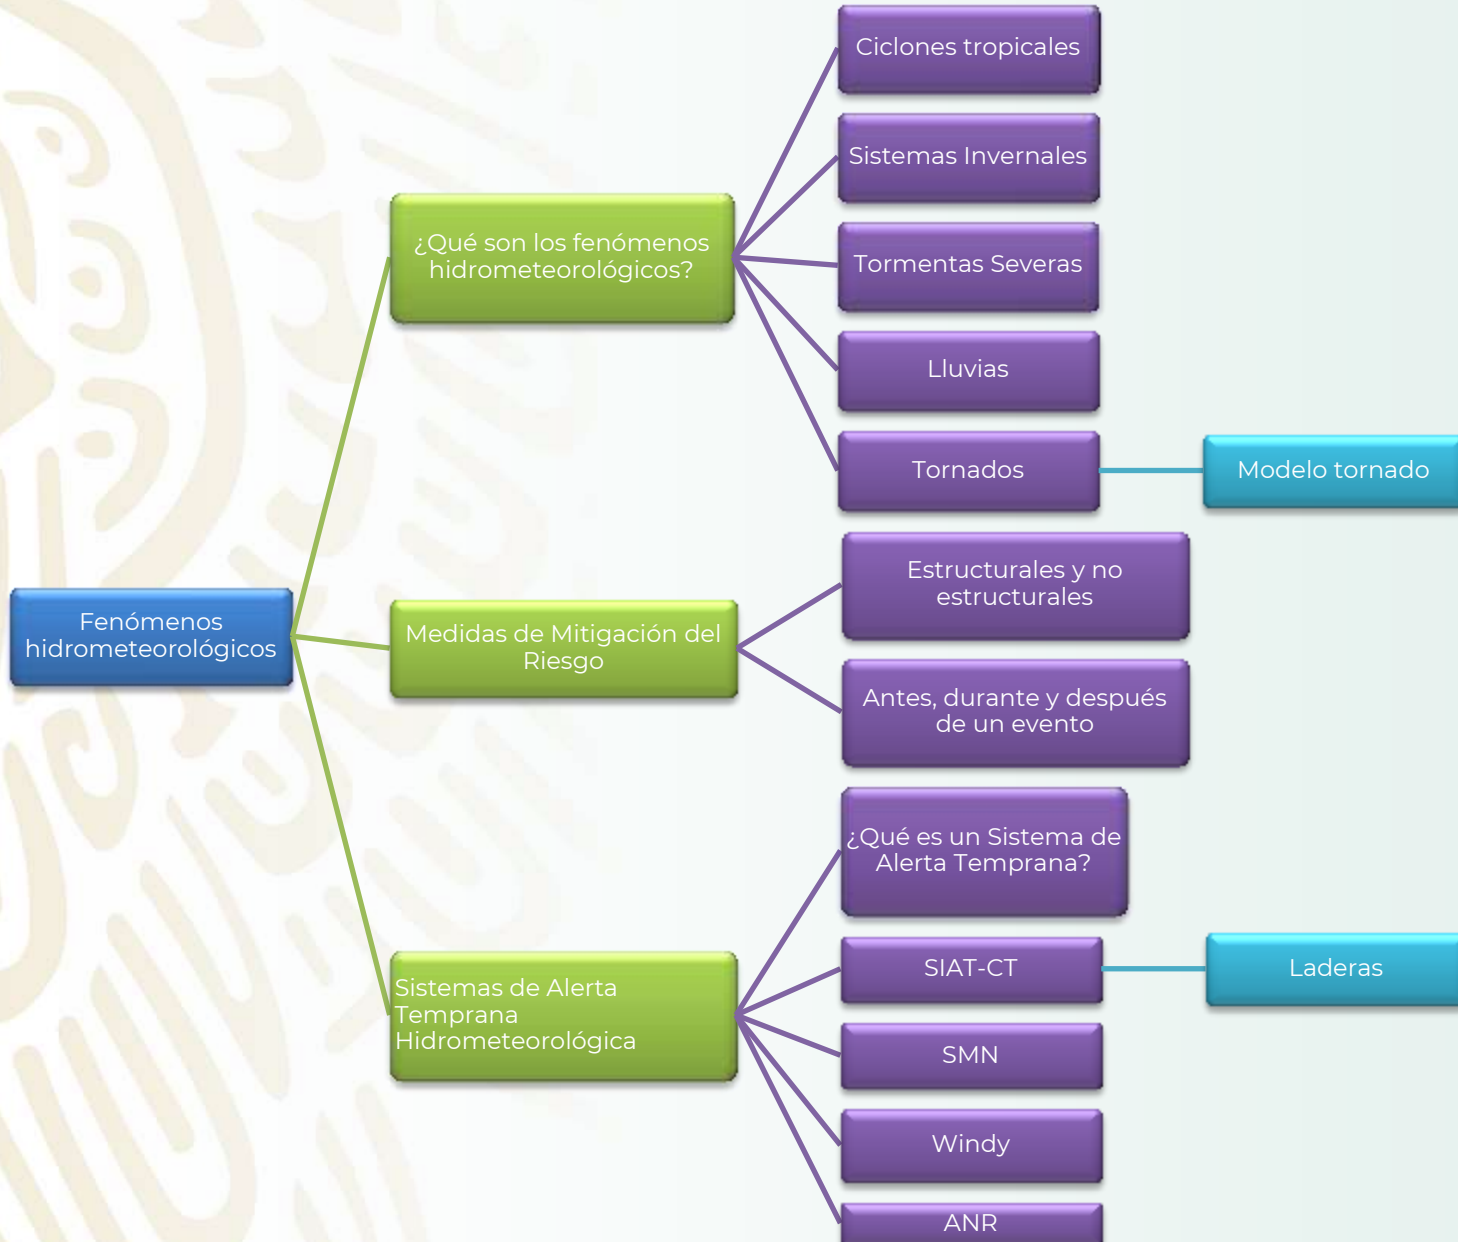 Ciclones tropicales
Sistemas Invernales
¿Qué son los fenómenos
hidrometeorológicos?
Tormentas Severas
Lluvias
Tornados
Modelo tornado
Estructurales y no
estructurales
Fenómenos
hidrometeorológicos
Medidas de Mitigación del
Riesgo
Antes, durante y después
de un evento
¿Qué es un Sistema de
Alerta Temprana?
Sistemas de Alerta
Temprana
Hidrometeorológica
SIAT-CT
Laderas
SMN
Windy
ANR